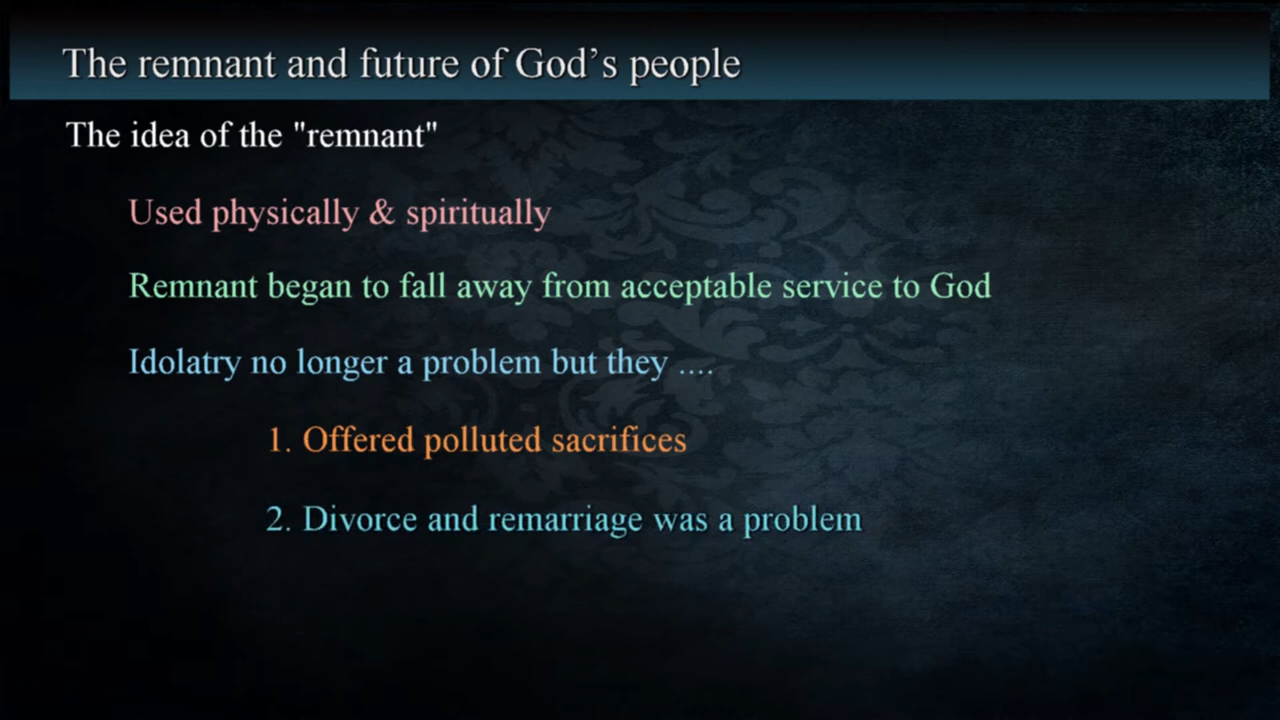 The remnant and future of God’s people
The idea of the "remnant"
Used physically & spiritually
Remnant began to fall away from acceptable service to God
Idolatry no longer a problem but they ....
1. Offered polluted sacrifices
2. Divorce and remarriage was a problem